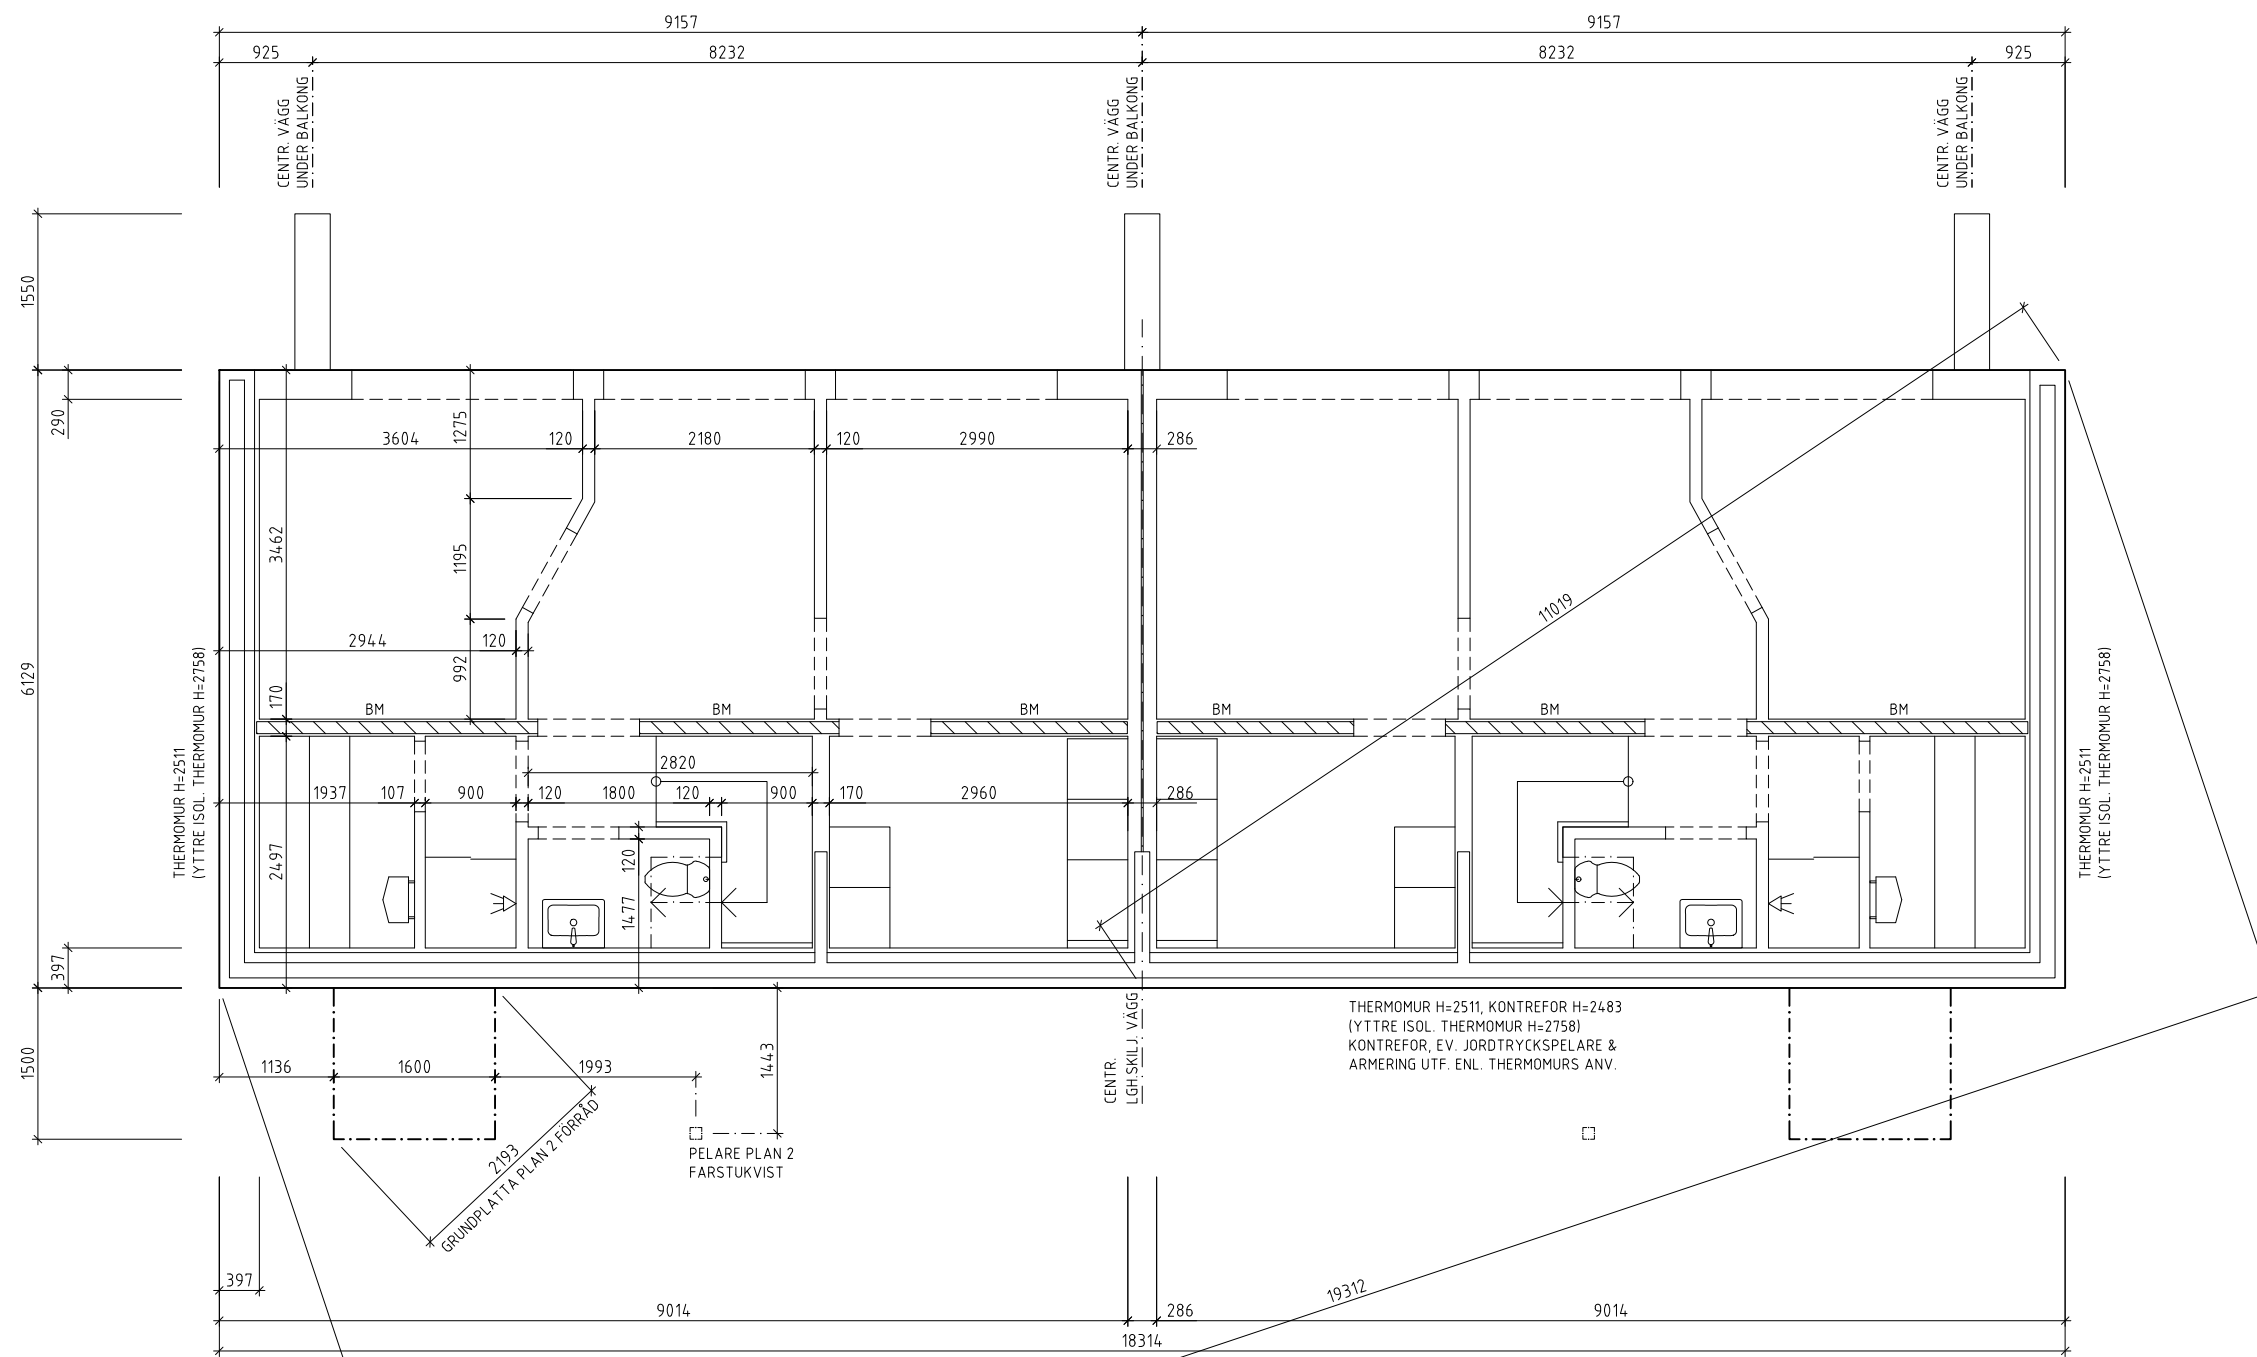 9157
9157
925
8232
8232
925
CENTR. VÄGG
UNDER BALKONG
CENTR. VÄGG
UNDER BALKONG
CENTR. VÄGG
UNDER BALKONG
1550
290
6129
397
1500
3604
120
2180
120
2990
286
1275
3462
1195
11019
2944
120
992
170
BM
BM
BM
BM
BM
BM
THERMOMUR H=2511
(YTTRE ISOL. THERMOMUR H=2758)
THERMOMUR H=2511
(YTTRE ISOL. THERMOMUR H=2758)
2820
1937
107
900
120
1800
120
900
170
2960
286
2497
120
1477
THERMOMUR H=2511, KONTREFOR H=2483
(YTTRE ISOL. THERMOMUR H=2758)
KONTREFOR, EV. JORDTRYCKSPELARE &
ARMERING UTF. ENL. THERMOMURS ANV.
CENTR.
LGH.SKILJ. VÄGG
1136
1600
1993
1443
PELARE PLAN 2
FARSTUKVIST
2193
GRUNDPLATTA PLAN 2 FÖRRÅD
397
19312
9014
286
9014
18314